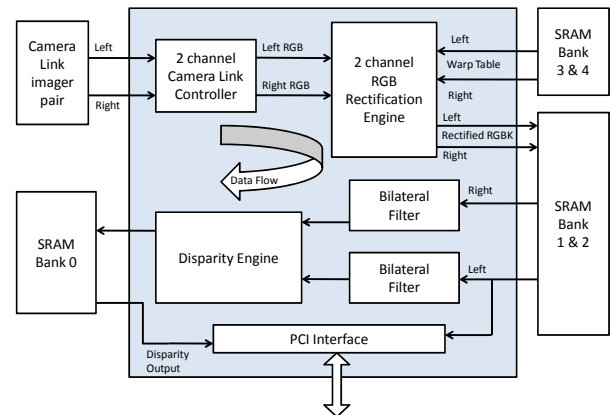 Camera
Link
imager
pair
Left
Right
2 channel
Camera Link
Controller
Left RGB
Right RGB
2 channel
RGB
Rectification
Engine
Left
Warp Table
Right
SRAM
Bank
3 & 4
Left
Rectified RGBK
Right
Data Flow
SRAM
Bank 0
Disparity Engine
Bilateral
Filter
Right
Bilateral
Filter
Left
SRAM
Bank
1 & 2
PCI Interface
Disparity
Output